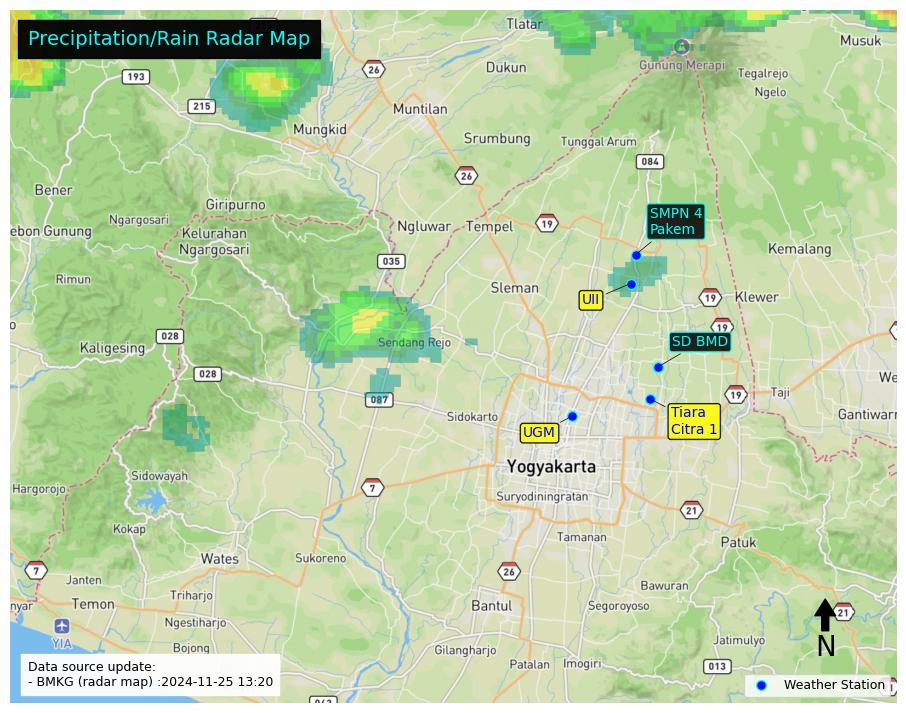 Precipitation/Rain Radar Map
Tlatar
Musuk
193
26
Dukun
Gunung Merapi
Tegalrejo
215
Muntilan
Ngelo
Mungkid
Srumbung
Tunggal Arum
084
26
Bener
Giripurno
SMPN 4
Pakem
Ngargosari
ebon Gunung
Kelurahan
Ngargosari
Ngluwar
Tempel
19
Kemalang
035
Rimun
Sleman
UII
19
Klewer
19
028
Kaligesing
Sendang Rejo
SD BMD
028
We
087
19
Taji
Sidokarto
UGM
Tiara
Citra 1
Gantiwarn
Yogyakarta
Sidowayah
Hargorojo
7
Suryodiningratan
21
Kokap
Tamanan
Patuk
Wates
Sukoreno
7
Janten
26
Bawuran
Triharjo
nyar
Temon
Bantul
Segoroyoso
21
Ngestiharjo
YIA
Bojong
Gilangharjo
Jatimulyo
N
Patalan
Imogiri
013
Data source update:
- BMKG (radar map) :2024-11-25 13:20
Weather Station